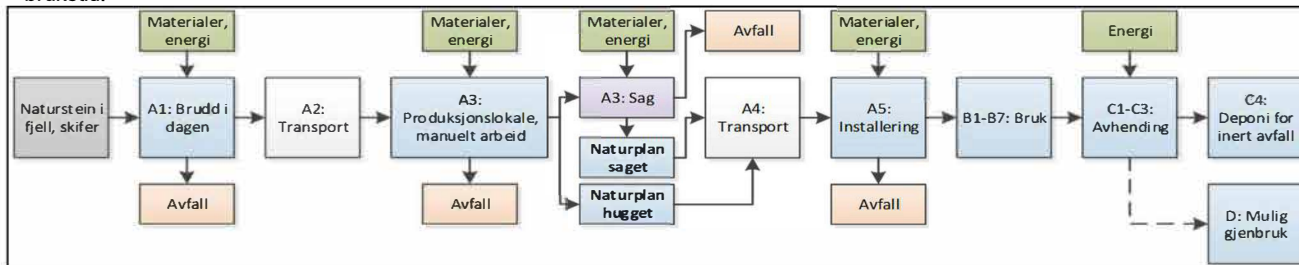 Materialer,
energi
Materialer,
energi
Materialer,
energi
Avfall
Materialer,
energi
Energi
Naturstein i
fjell, skifer
A1: Brudd i
dagen
A2:
Transport
A3:
Produksjonslokale,
manuelt arbeid
A3: Sag
Naturplan
saget
Naturplan
hugget
A4:
Transport
A5:
Installering
B1-B7: Bruk
C1-C3:
Avhending
C4:
Deponi for
inert avfall
Avfall
Avfall
Avfall
D: Mulig
gjenbruk